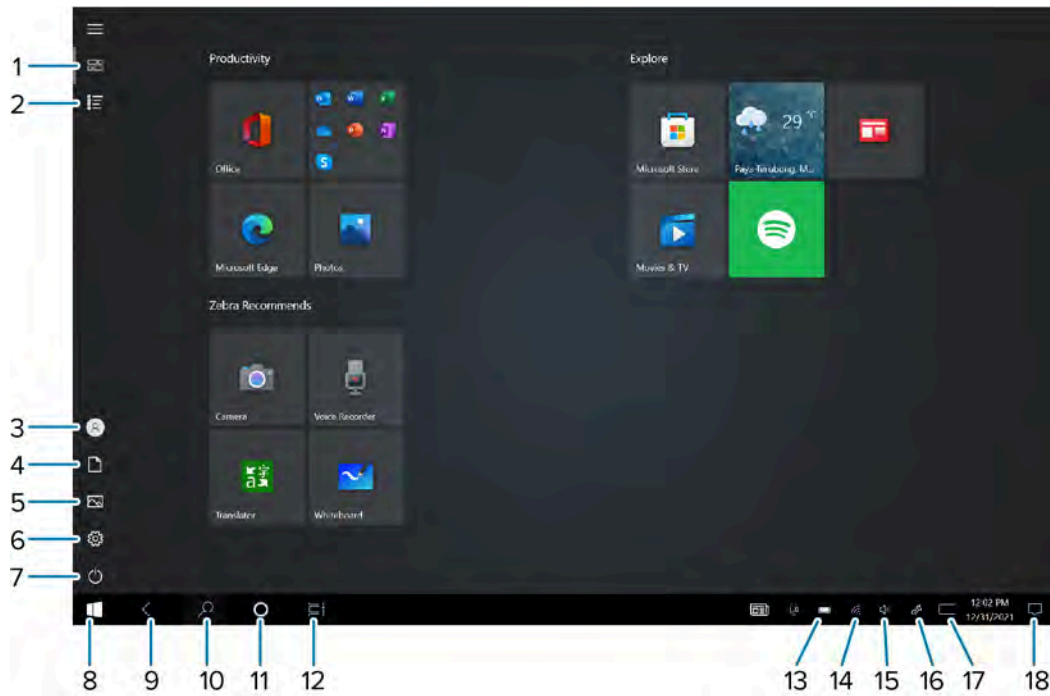 1
2
Productivity
Explore
Office
Microsoft Store
29 °C
Paya Terubong, M...
Microsoft Edge
Photos
Movies & TV
Zebra Recommends
Camera
Voice Recorder
Translator
Whiteboard
3
4
5
6
7
12:02 PM
12/31/2021
8
9
10
11
12
13
14
15
16
17
18